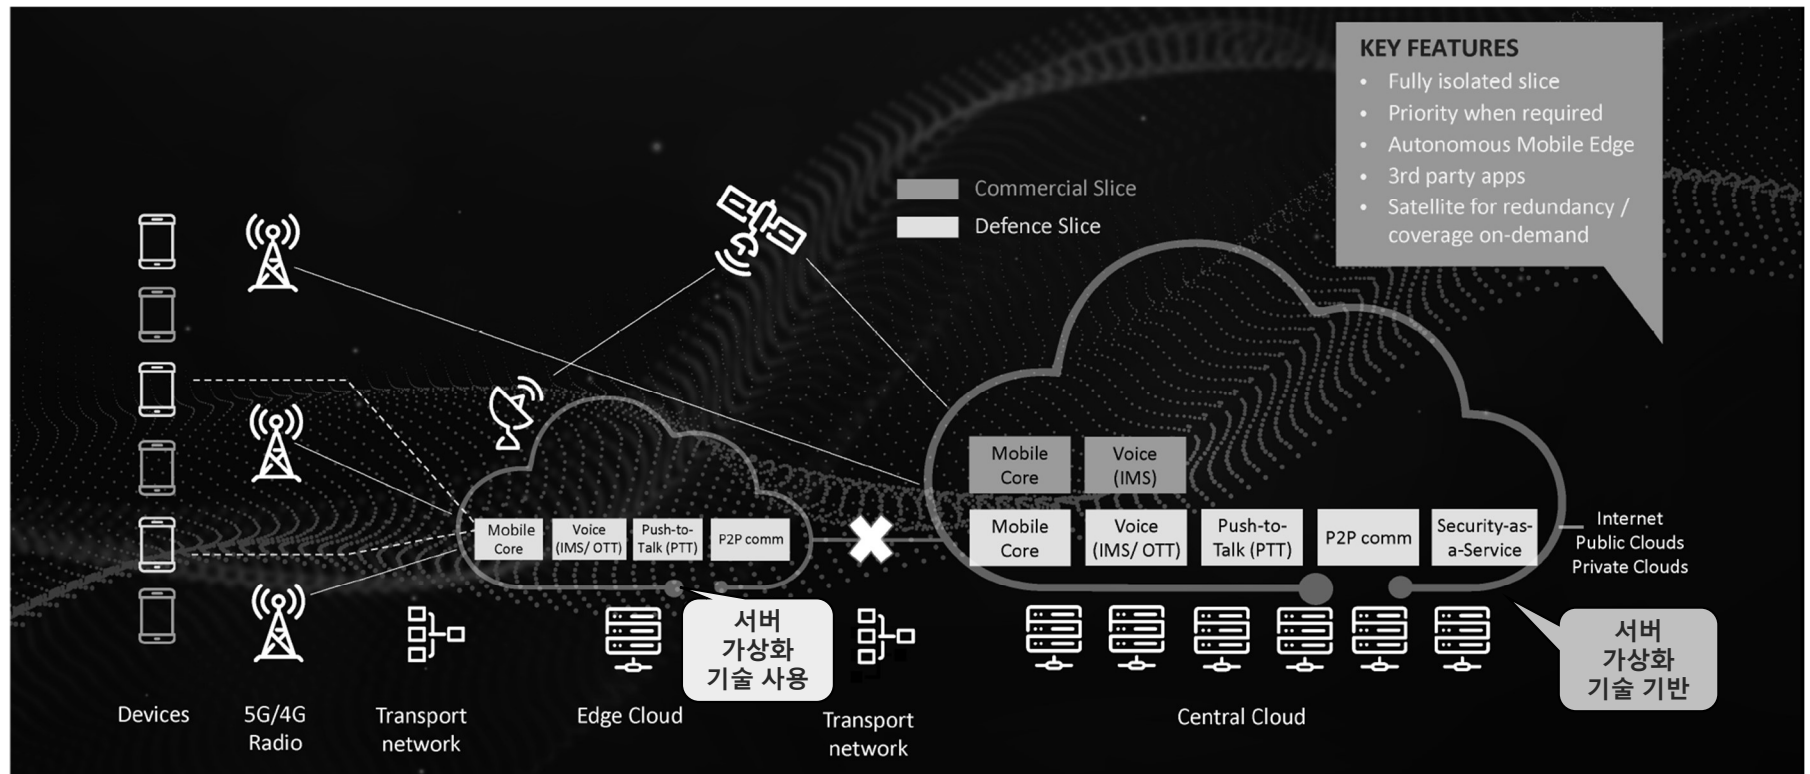 KEY FEATURES
• Fully isolated slice
• Priority when required
• Autonomous Mobile Edge
• 3rd party apps
• Satellite for redundancy /
coverage on-demand
Commercial Slice
Defence Slice
Mobile
Core
Voice
(IMS)
Mobile
Core
Voice
(IMS/ OTT)
Push-to-
Talk (PTT)
P2P comm
Mobile
Core
Voice
(IMS/ OTT)
Push-to-
Talk (PTT)
P2P comm
Security-as-
a-Service
Internet
Public Clouds
Private Clouds
서버
가상화
기술 사용
서버
가상화
기술 기반
Devices
5G/4G
Radio
Transport
network
Edge Cloud
Transport
network
Central Cloud